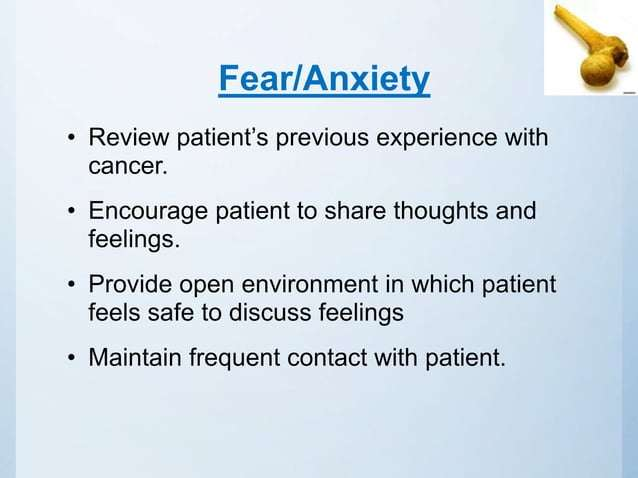 Fear/Anxiety
• Review patient’s previous experience with
cancer.
• Encourage patient to share thoughts and
feelings.
• Provide open environment in which patient
feels safe to discuss feelings
• Maintain frequent contact with patient.